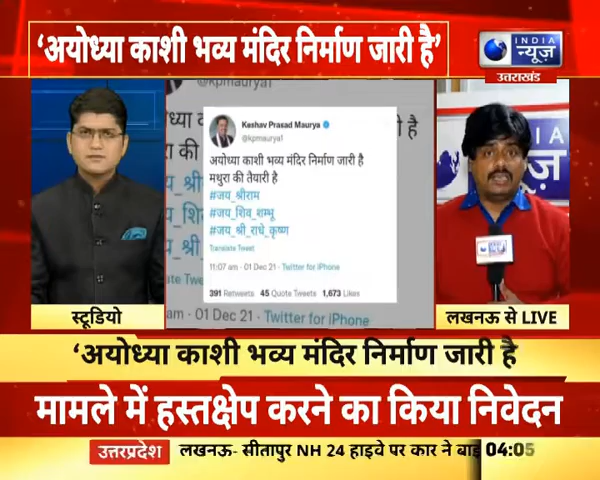 'अयोध्या काशी भव्य मंदिर निर्माण जारी है'
INDIA
न्यूज़
उत्तराखंड
@kpmaurya1
Keshav Prasad Maurya
@kpmaurya1
अयोध्या काशी भव्य मंदिर निर्माण जारी है
मथुरा की तैयारी है
#जय_श्रीराम
#जय_शिव_शम्भू
#जय_श्री_राधे_कृष्ण
Translate Tweet
11:07 am · 01 Dec 21 · Twitter for iPhone
391 Retweets 45 Quote Tweets 1,673 Likes
am · 01 Dec 21 · Twitter for iPhone
स्टूडियो
लखनऊ से LIVE
'अयोध्या काशी भव्य मंदिर निर्माण जारी है
मामले में हस्तक्षेप करने का किया निवेदन
उत्तरप्रदेश
लखनऊ- सीतापुर NH 24 हाइवे पर कार ने
04:05